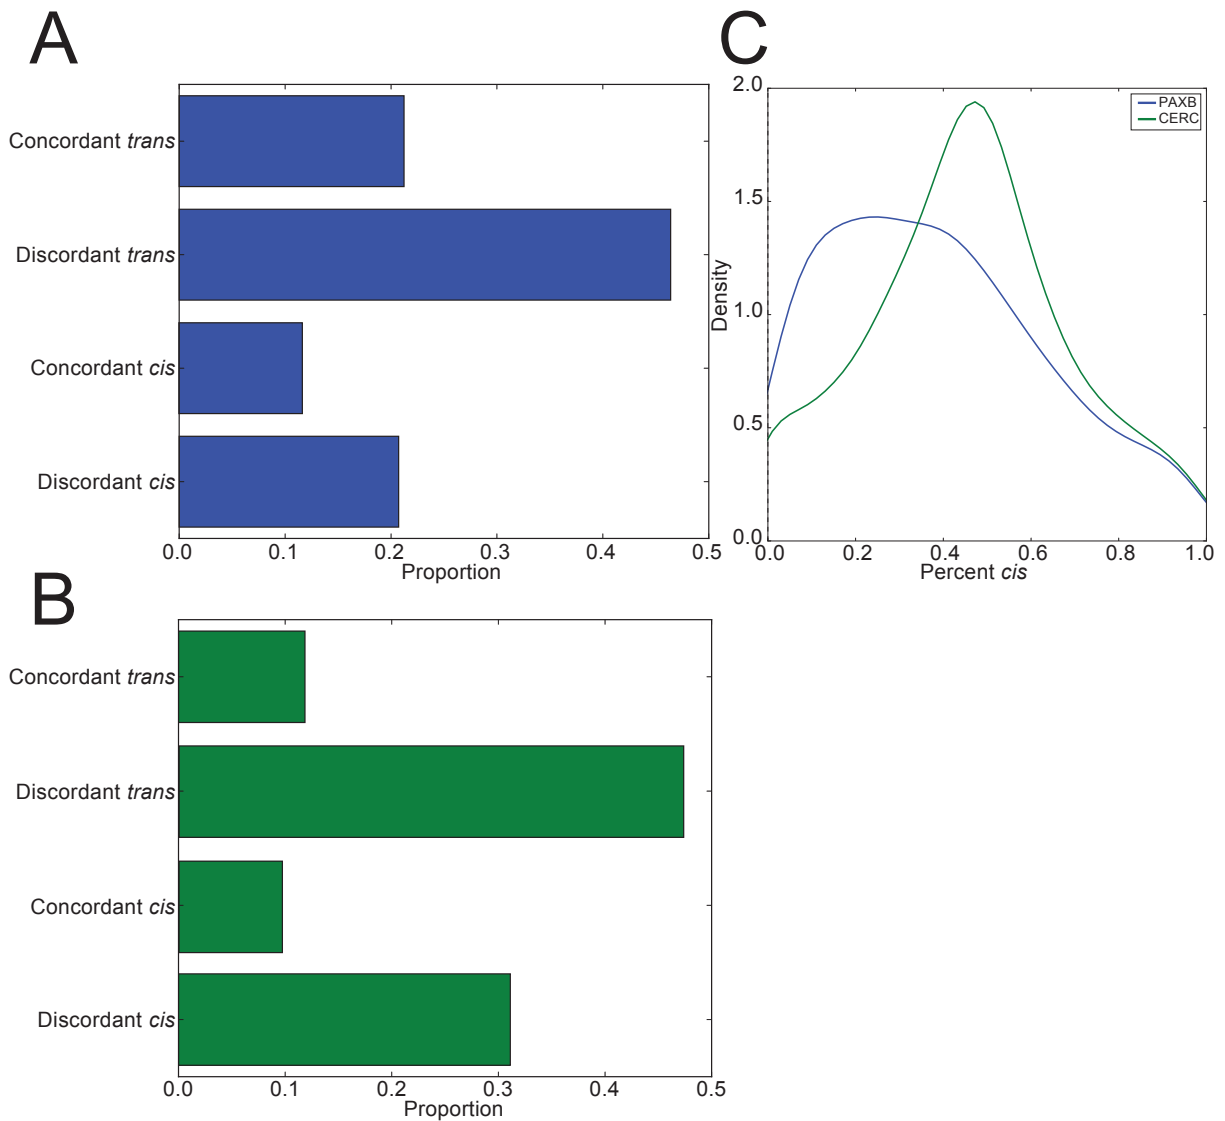 A
Concordant trans
Discordant trans
Concordant cis
Discordant cis
0.0 0.1 0.2 0.3 0.4 0.5
Proportion
B
Concordant trans
Discordant trans
Concordant cis
Discordant cis
0.0 0.1 0.2 0.3 0.4 0.5
Proportion
C
2.0
1.5
1.0
0.5
0.0
Density
PAXB
CERC
0.0 0.2 0.4 0.6 0.8 1.0
Percent cis